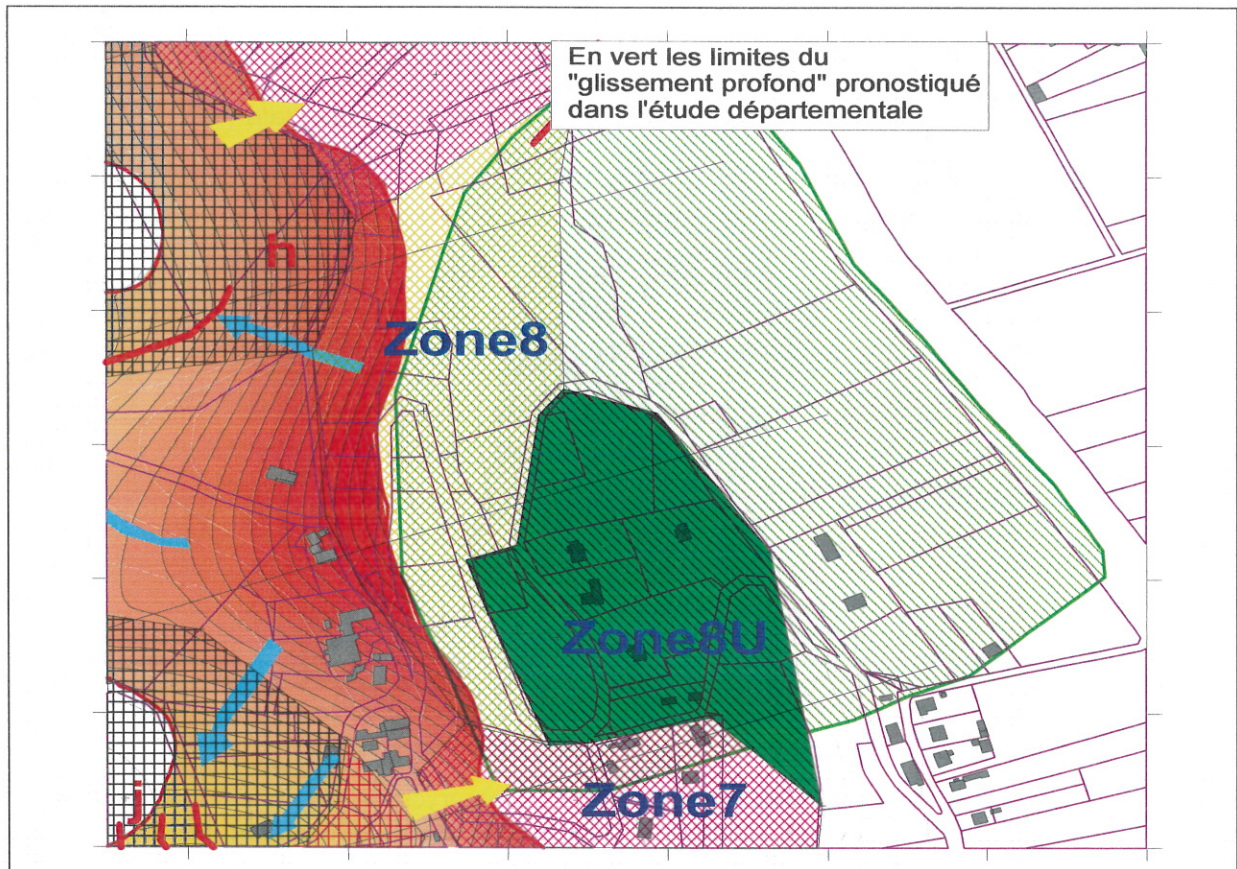 En vert les limites du
"glissement profond" pronostiqué
dans l'étude départementale
h
Zone8
Zone8U
Zone7
j